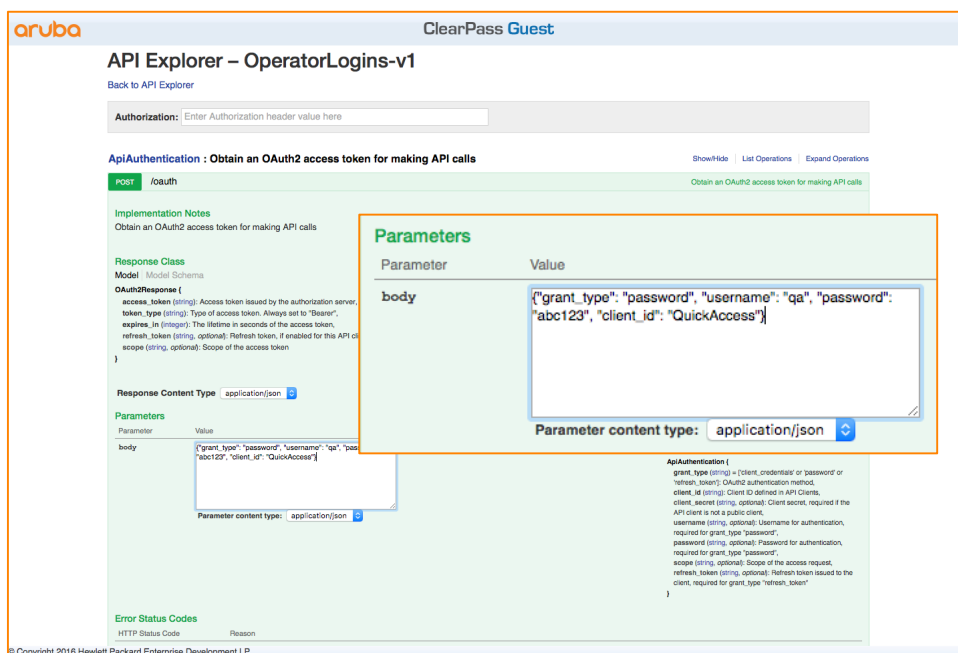 aruba
ClearPass Guest
API Explorer – OperatorLogins-v1
Back to API Explorer
Authorization: Enter Authorization header value here
ApiAuthentication : Obtain an OAuth2 access token for making API calls
Show/Hide List Operations Expand Operations
POST /oauth
Obtain an OAuth2 access token for making API calls
Implementation Notes
Obtain an OAuth2 access token for making API calls
Response Class
Model Model Schema
OAuth2Response {
access_token (string): Access token issued by the authorization server,
token_type (string): Type of access token. Always set to "Bearer",
expires_in (integer): The lifetime in seconds of the access token,
refresh_token (string, optional): Refresh token, if enabled for this API cli
scope (string, optional): Scope of the access token
}
Response Content Type application/json
Parameters
Parameter Value
body
{"grant_type": "password", "username": "qa", "pas
"abc123", "client_id": "QuickAccess"}
Parameter content type: application/json
Parameters
Parameter Value
body
{"grant_type": "password", "username": "qa", "password":
"abc123", "client_id": "QuickAccess"}
Parameter content type: application/json
ApiAuthentication {
grant_type (string) = ['client_credentials' or 'password' or
'refresh_token']: OAuth2 authentication method,
client_id (string): Client ID defined in API Clients,
client_secret (string, optional): Client secret, required if the
API client is not a public client,
username (string, optional): Username for authentication,
required for grant_type "password",
password (string, optional): Password for authentication,
required for grant_type "password",
scope (string, optional): Scope of the access request,
refresh_token (string, optional): Refresh token issued to the
client, required for grant_type "refresh_token"
}
Error Status Codes
HTTP Status Code Reason
© Copyright 2016 Hewlett Packard Enterprise Development LP